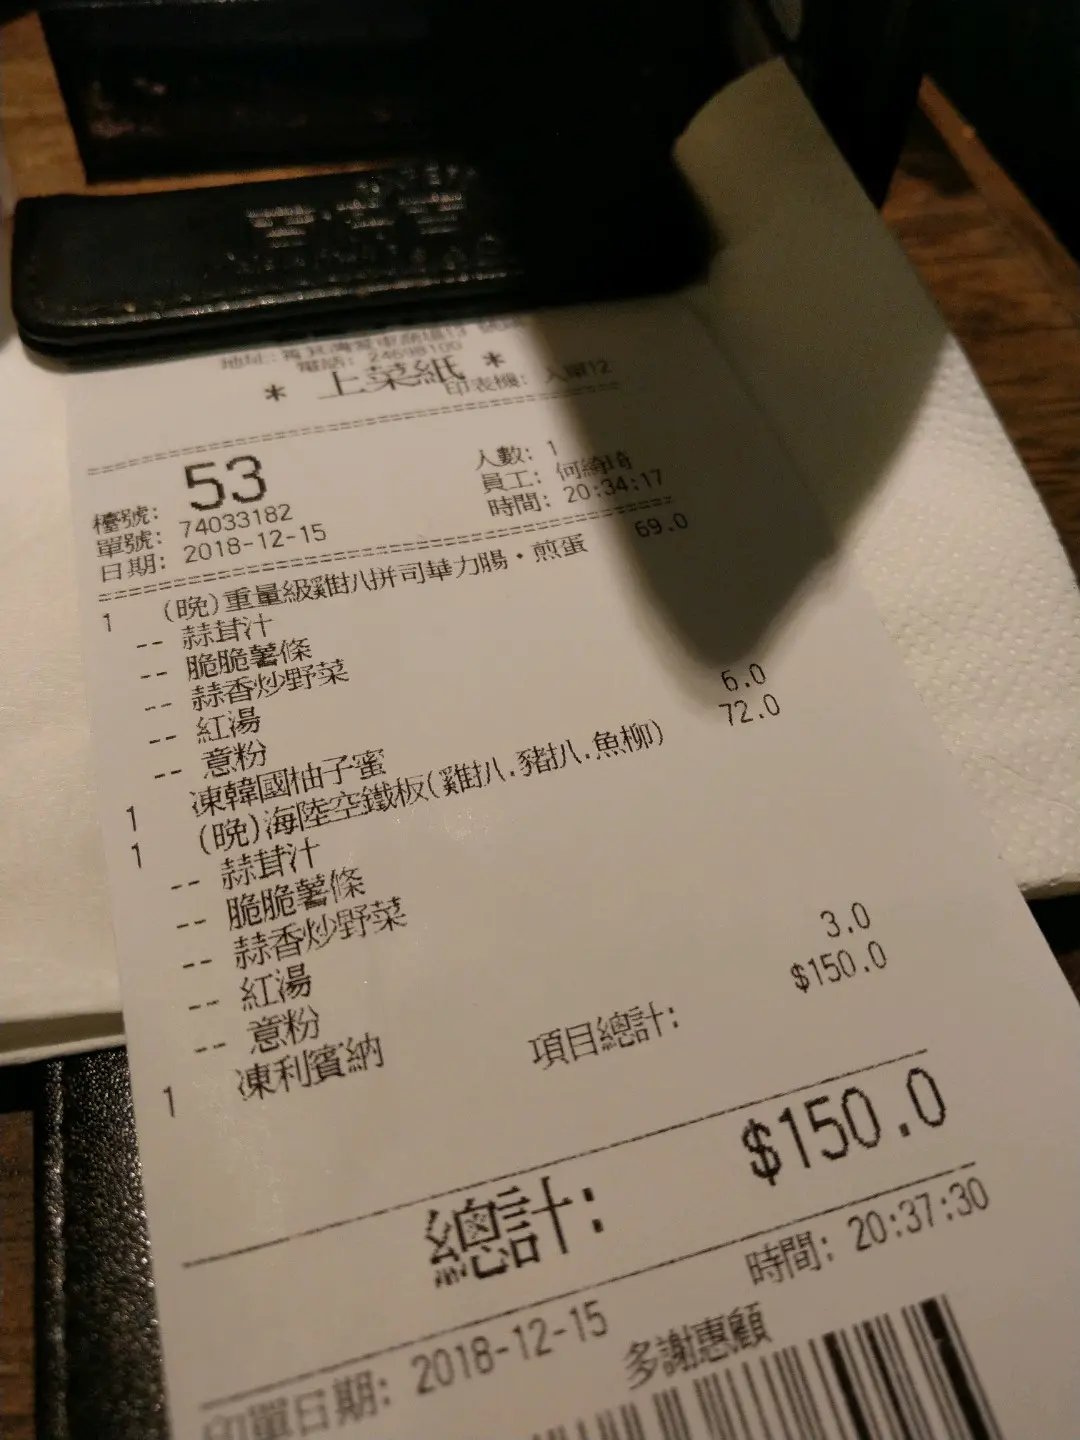 電話: 24698100
* 上菜紙 *
印表機: 入單12
檯號: 53
人數: 1
單號: 74033182
員工: 何綺琦
日期: 2018-12-15
時間: 20:34:17
1 (晚)重量級雞扒拼司華力腸·煎蛋 69.0
-- 蒜茸汁
-- 脆脆薯條
-- 蒜香炒野菜
-- 紅湯
-- 意粉
1 凍韓國柚子蜜 6.0
1 (晚)海陸空鐵板(雞扒.豬扒.魚柳) 72.0
-- 蒜茸汁
-- 脆脆薯條
-- 蒜香炒野菜
-- 紅湯
-- 意粉
1 凍利賓納 3.0
項目總計: $150.0
總計: $150.0
印單日期: 2018-12-15 時間: 20:37:30
多謝惠顧